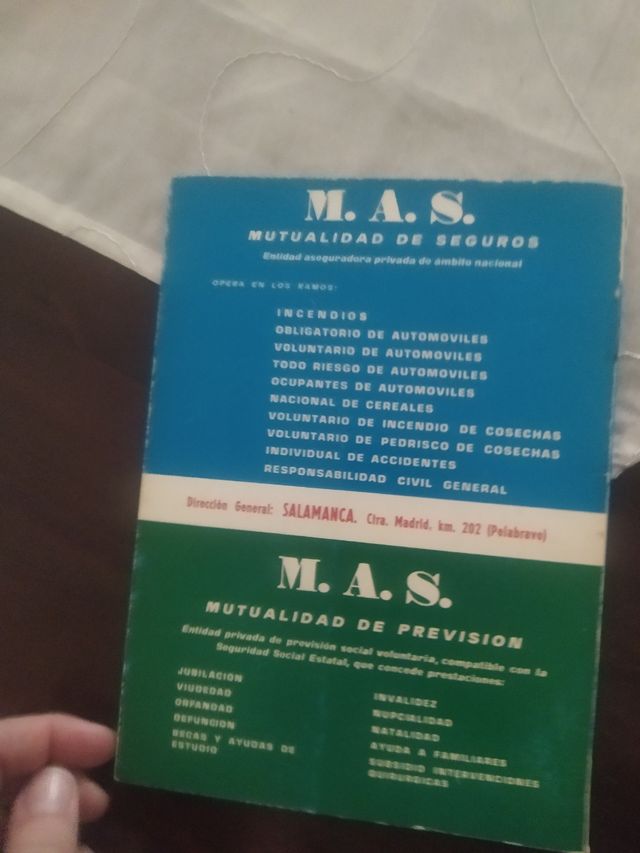 M. A. S.
MUTUALIDAD DE SEGUROS
Entidad aseguradora privada de ámbito nacional
OPERA EN LOS RAMOS:
INCENDIOS
OBLIGATORIO DE AUTOMOVILES
VOLUNTARIO DE AUTOMOVILES
TODO RIESGO DE AUTOMOVILES
OCUPANTES DE AUTOMOVILES
NACIONAL DE CEREALES
VOLUNTARIO DE INCENDIO DE COSECHAS
VOLUNTARIO DE PEDRISCO DE COSECHAS
INDIVIDUAL DE ACCIDENTES
RESPONSABILIDAD CIVIL GENERAL
Dirección General: SALAMANCA. Ctra. Madrid, km. 202 (Pelabravo)
M. A. S.
MUTUALIDAD DE PREVISION
Entidad privada de previsión social voluntaria, compatible con la
Seguridad Social Estatal, que concede prestaciones:
JUBILACION
VIUDEDAD
ORFANDAD
DEFUNCION
BECAS Y AYUDAS DE
ESTUDIO
INVALIDEZ
NUPCIALIDAD
NATALIDAD
AYUDA A FAMILIARES
SUBSIDIO INTERVENCIONES
QUIRURGICAS